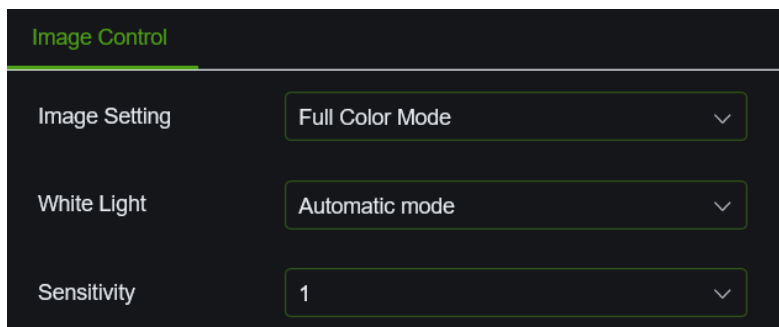 Image Control
Image Setting Full Color Mode
White Light Automatic mode
Sensitivity 1